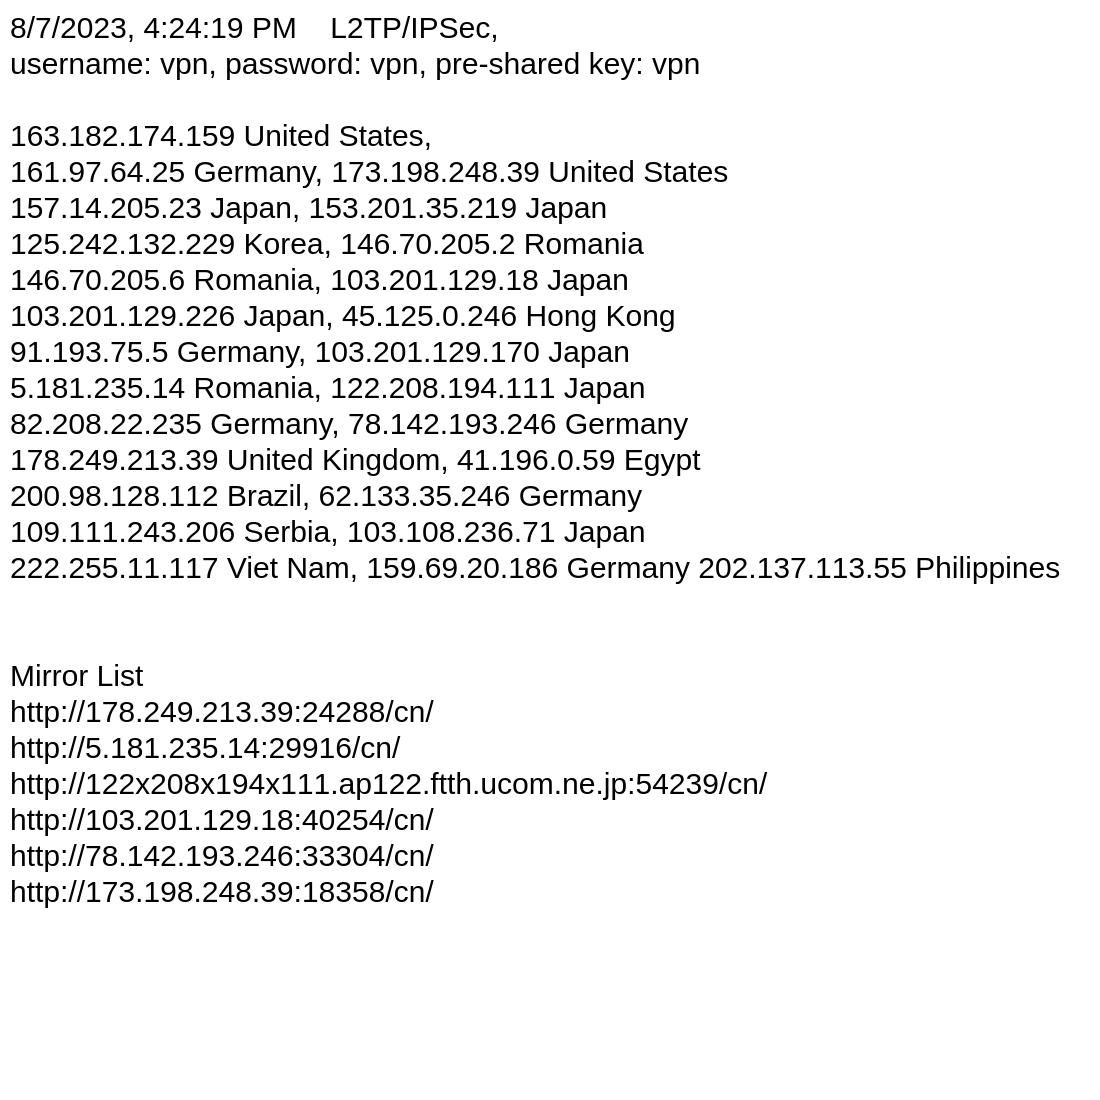 8/7/2023, 4:24:19 PM    L2TP/IPSec,
username: vpn, password: vpn, pre-shared key: vpn
163.182.174.159 United States,
161.97.64.25 Germany, 173.198.248.39 United States
157.14.205.23 Japan, 153.201.35.219 Japan
125.242.132.229 Korea, 146.70.205.2 Romania
146.70.205.6 Romania, 103.201.129.18 Japan
103.201.129.226 Japan, 45.125.0.246 Hong Kong
91.193.75.5 Germany, 103.201.129.170 Japan
5.181.235.14 Romania, 122.208.194.111 Japan
82.208.22.235 Germany, 78.142.193.246 Germany
178.249.213.39 United Kingdom, 41.196.0.59 Egypt
200.98.128.112 Brazil, 62.133.35.246 Germany
109.111.243.206 Serbia, 103.108.236.71 Japan
222.255.11.117 Viet Nam, 159.69.20.186 Germany 202.137.113.55 Philippines
Mirror List
http://178.249.213.39:24288/cn/
http://5.181.235.14:29916/cn/
http://122x208x194x111.ap122.ftth.ucom.ne.jp:54239/cn/
http://103.201.129.18:40254/cn/
http://78.142.193.246:33304/cn/
http://173.198.248.39:18358/cn/